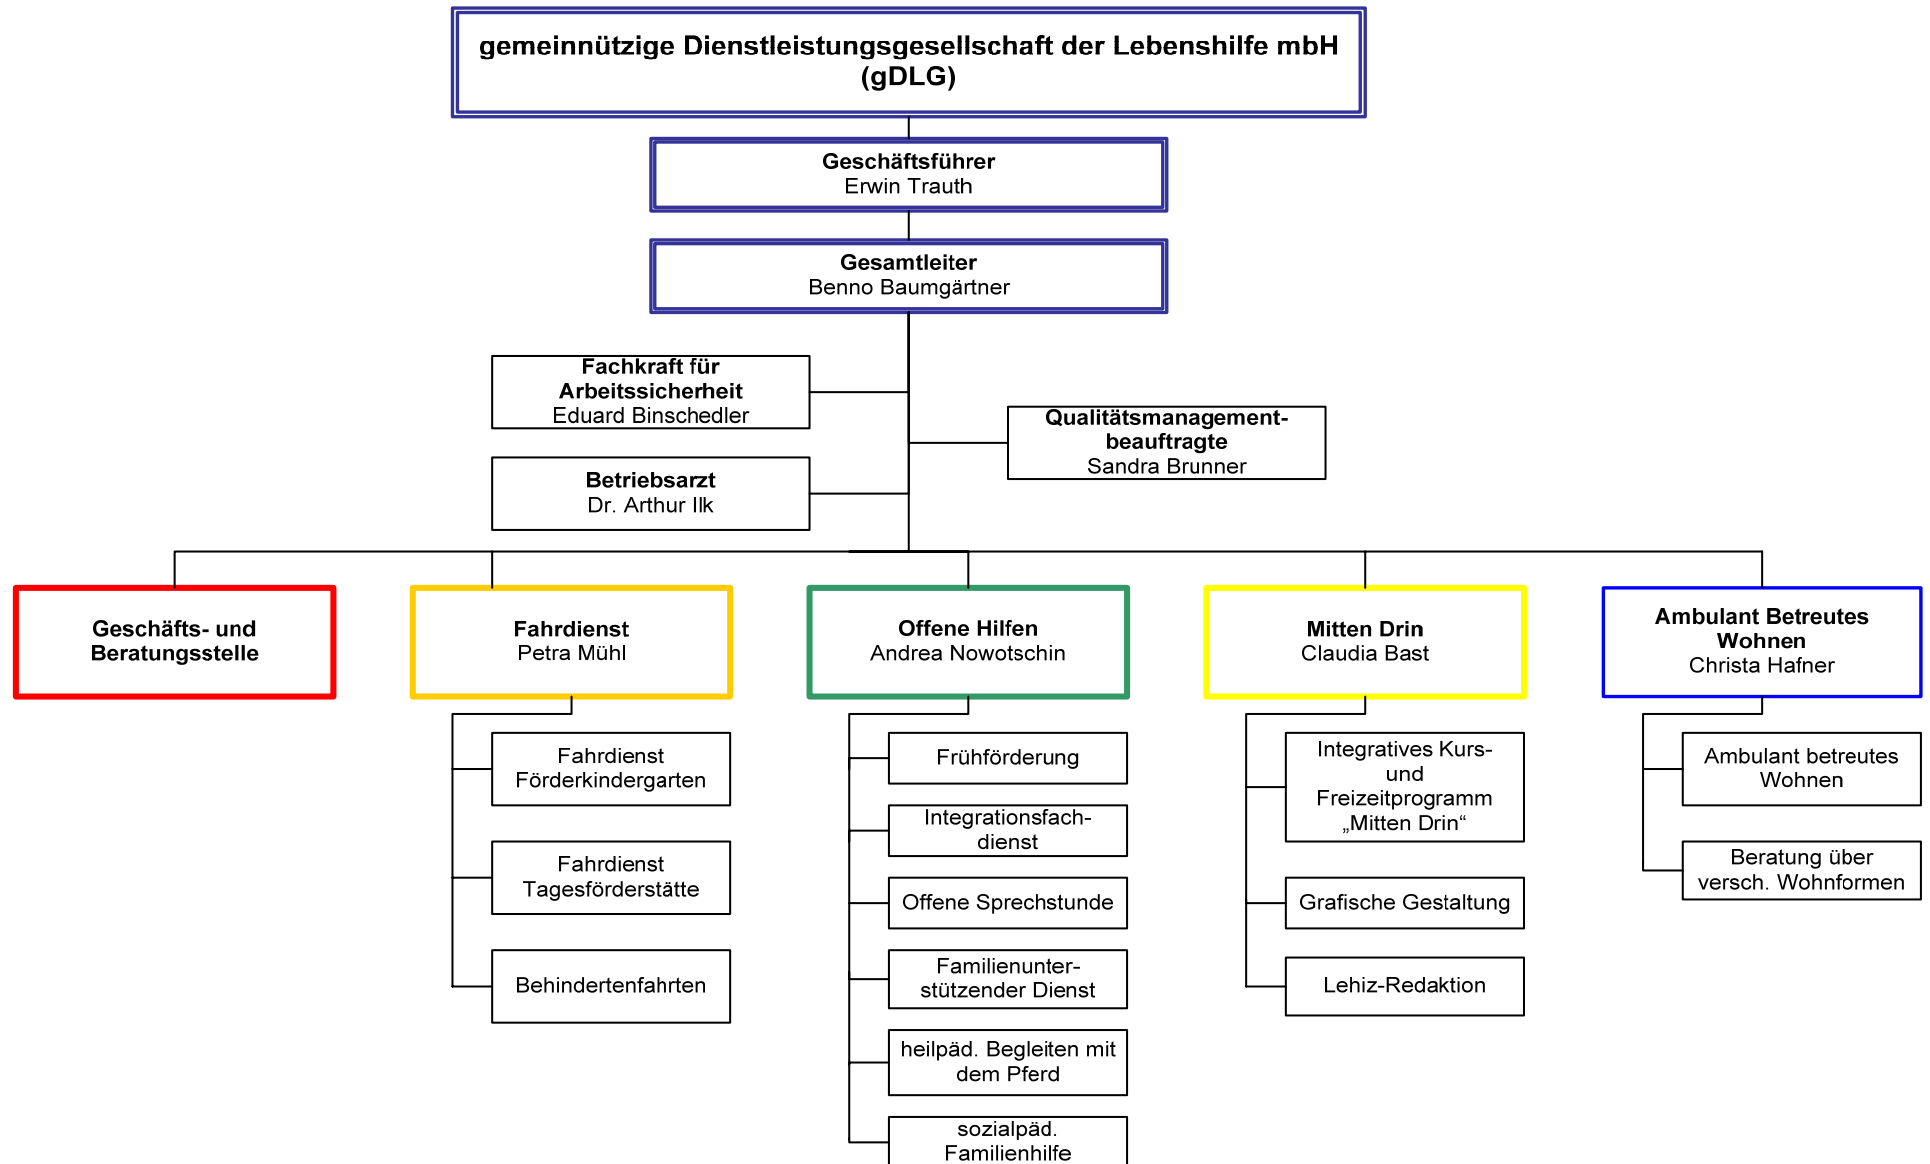 gemeinnützige Dienstleistungsgesellschaft der Lebenshilfe mbH
(gDLG)
Geschäftsführer
Erwin Trauth
Gesamtleiter
Benno Baumgärtner
Fachkraft für
Arbeitssicherheit
Eduard Binschedler
Qualitätsmanagement-
beauftragte
Sandra Brunner
Betriebsarzt
Dr. Arthur Ilk
Geschäfts- und
Beratungsstelle
Fahrdienst
Petra Mühl
Offene Hilfen
Andrea Nowotschin
Mitten Drin
Claudia Bast
Ambulant Betreutes
Wohnen
Christa Hafner
Fahrdienst
Förderkindergarten
Fahrdienst
Tagesförderstätte
Behindertenfahrten
Frühförderung
Integrationsfach-
dienst
Offene Sprechstunde
Familienunter-
stützender Dienst
heilpäd. Begleiten mit
dem Pferd
sozialpäd.
Familienhilfe
Integratives Kurs-
und
Freizeitprogramm
„Mitten Drin“
Grafische Gestaltung
Lehiz-Redaktion
Ambulant betreutes
Wohnen
Beratung über
versch. Wohnformen